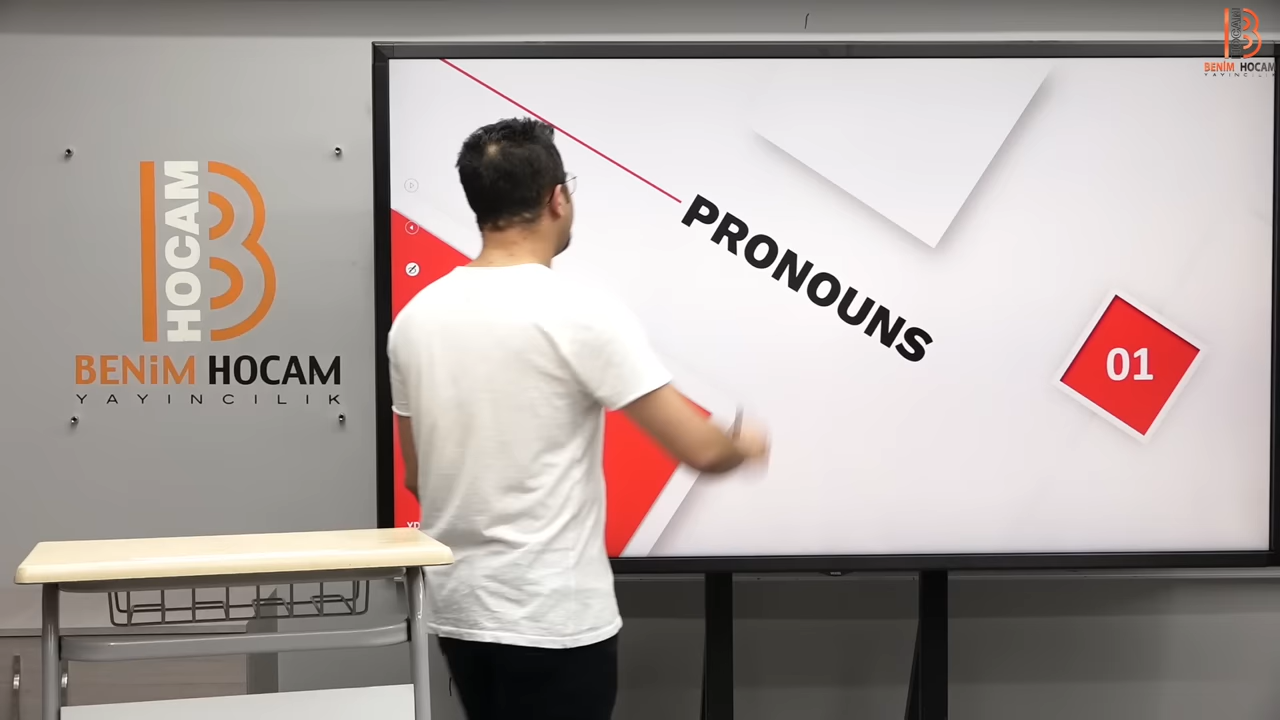 HOCAM
BENİM HOCAM
YAYINCILIK
PRONOUNS
01
HOCAM
BENİM HOCAM
YAYINCILIK